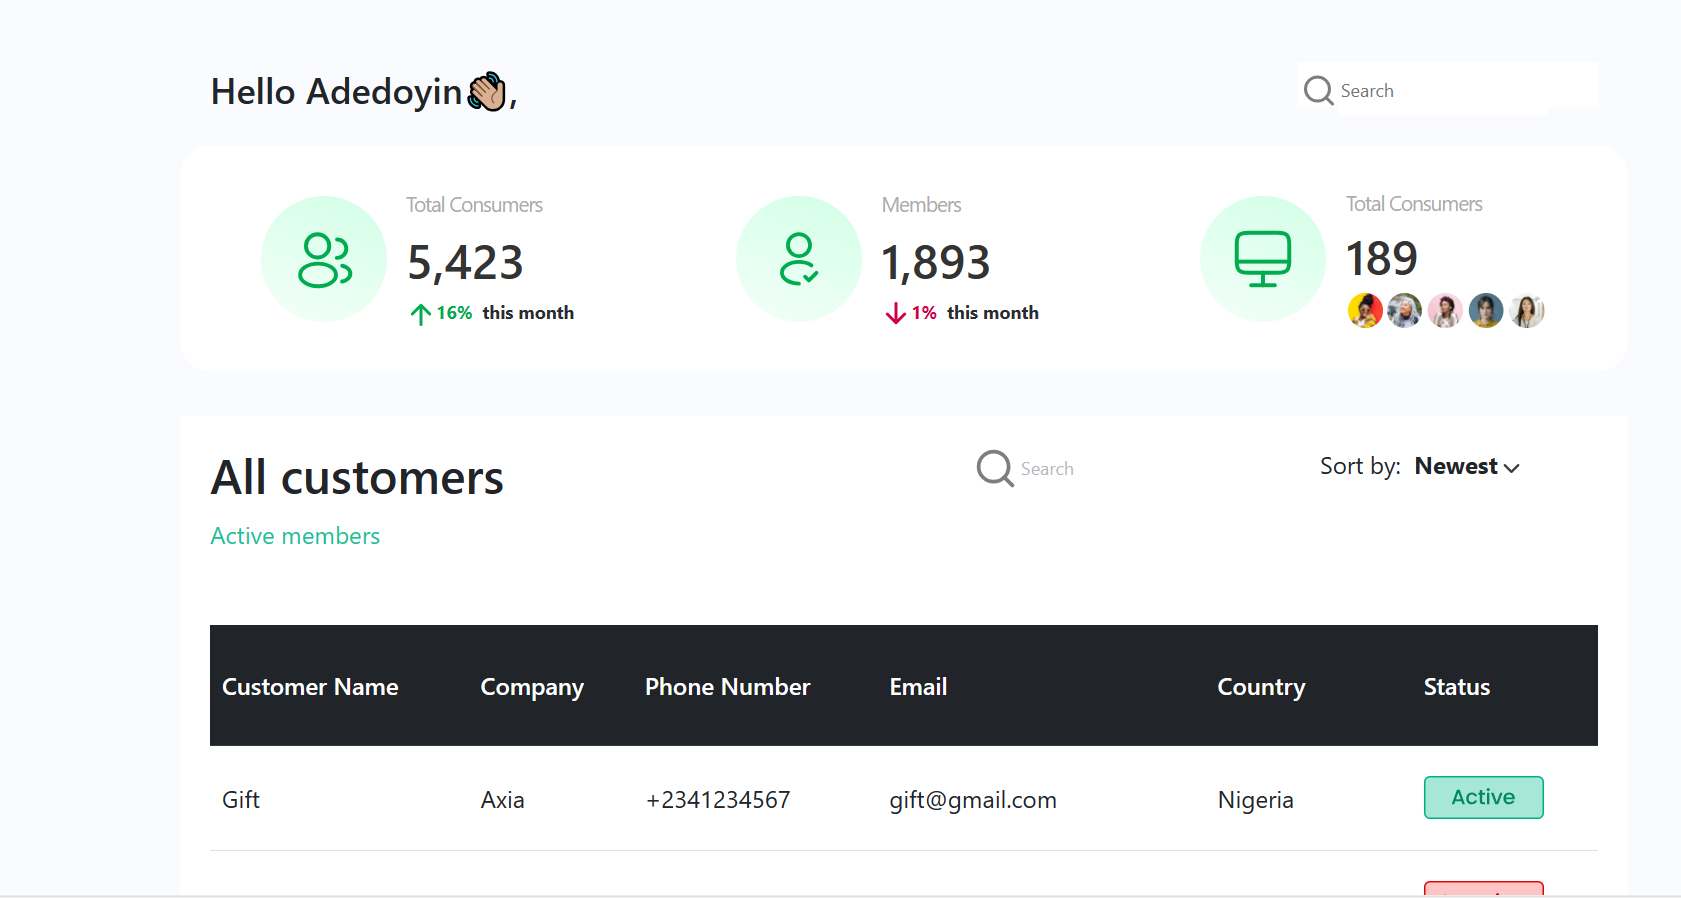 Hello Adedoyin👋🏽,
Search
Total Consumers
5,423
16% this month
Members
1,893
1% this month
Total Consumers
189
All customers
Active members
Search
Sort by: Newest
Customer Name Company Phone Number Email Country Status
Gift Axia +2341234567 gift@gmail.com Nigeria Active